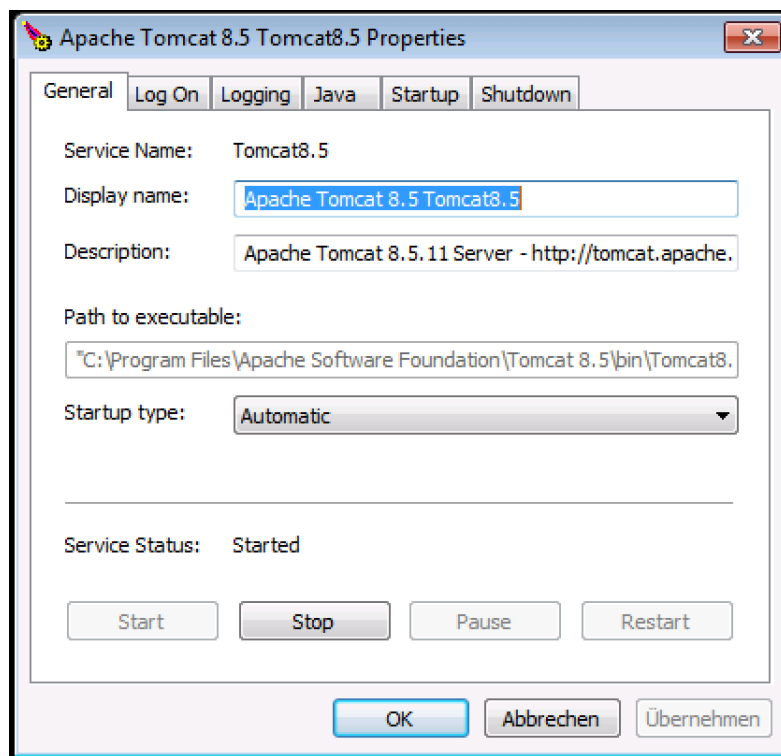 Apache Tomcat 8.5 Tomcat8.5 Properties
General Log On Logging Java Startup Shutdown
Service Name: Tomcat8.5
Display name: Apache Tomcat 8.5 Tomcat8.5
Description: Apache Tomcat 8.5.11 Server - http://tomcat.apache.
Path to executable:
"C:\Program Files\Apache Software Foundation\Tomcat 8.5\bin\Tomcat8.
Startup type: Automatic
Service Status: Started
Start Stop Pause Restart
OK Abbrechen Übernehmen